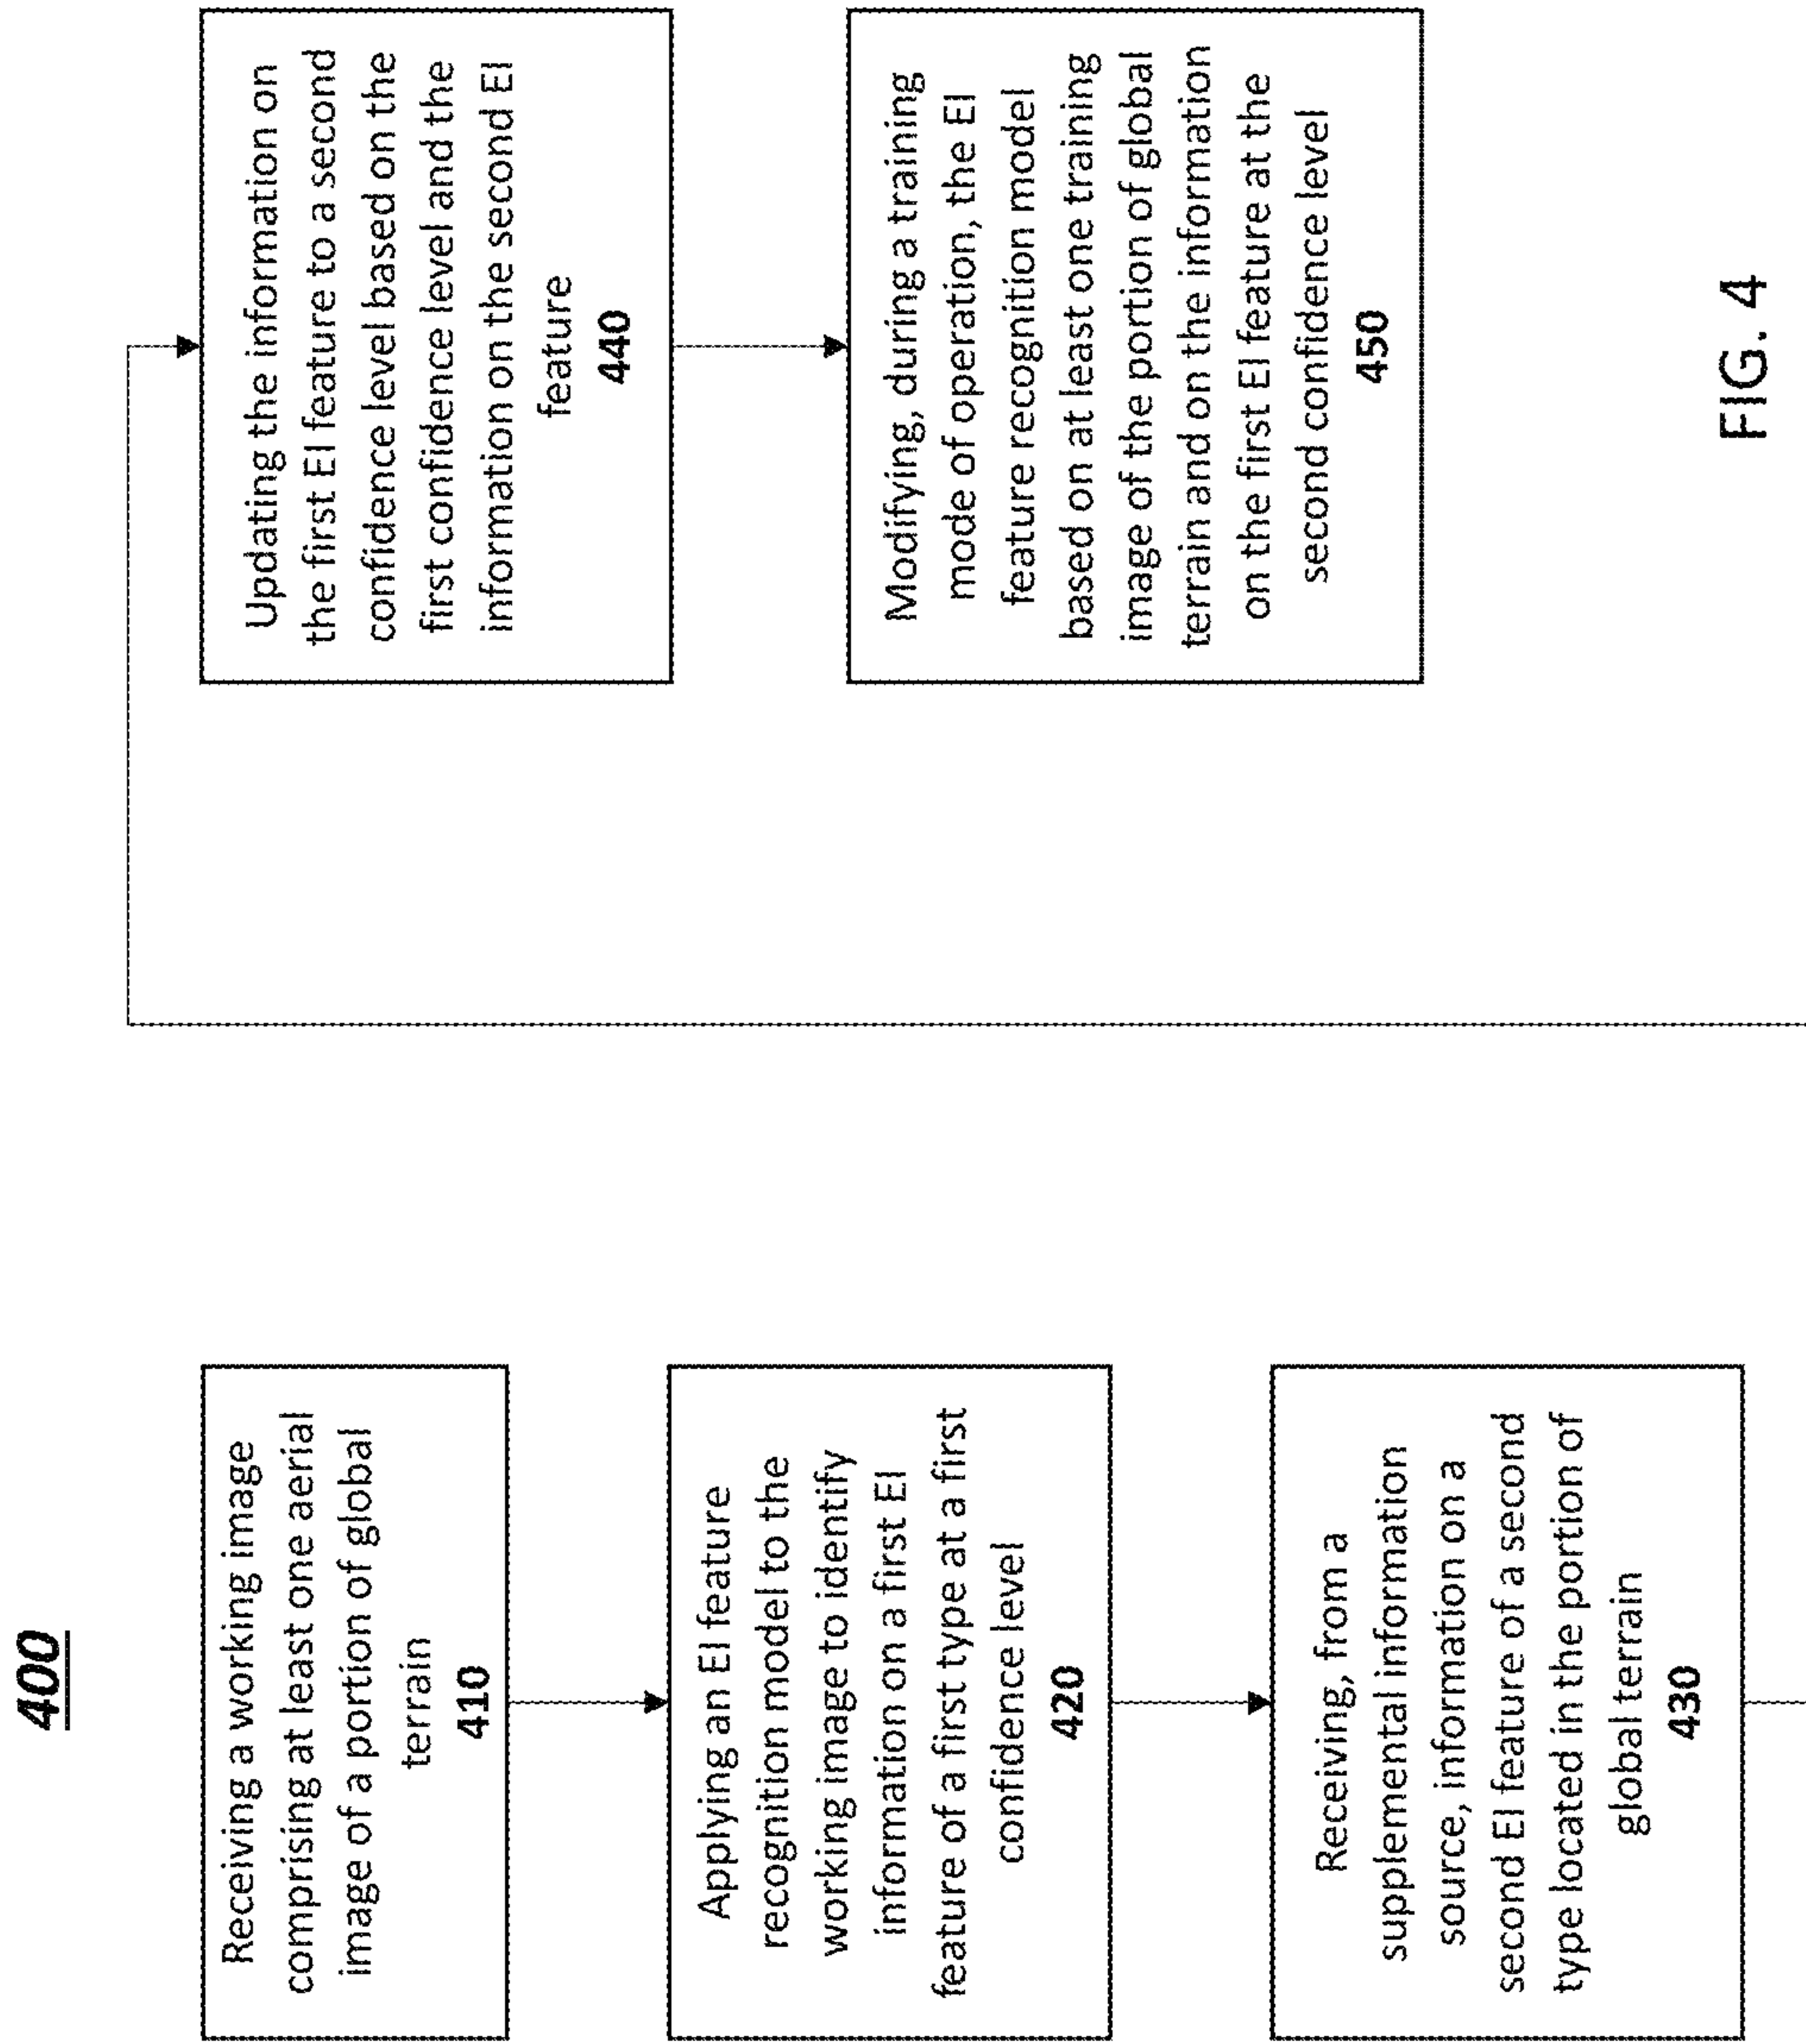 400
Receiving a working image
comprising at least one aerial
image of a portion of global
terrain
410
Applying an EI feature
recognition model to the
working image to identify
information on a first EI
feature of a first type at a first
confidence level
420
Receiving, from a
supplemental information
source, information on a
second EI feature of a second
type located in the portion of
global terrain
430
Updating the information on
the first EI feature to a second
confidence level based on the
first confidence level and the
information on the second EI
feature
440
Modifying, during a training
mode of operation, the EI
feature recognition model
based on at least one training
image of the portion of global
terrain and on the information
on the first EI feature at the
second confidence level
450
FIG. 4